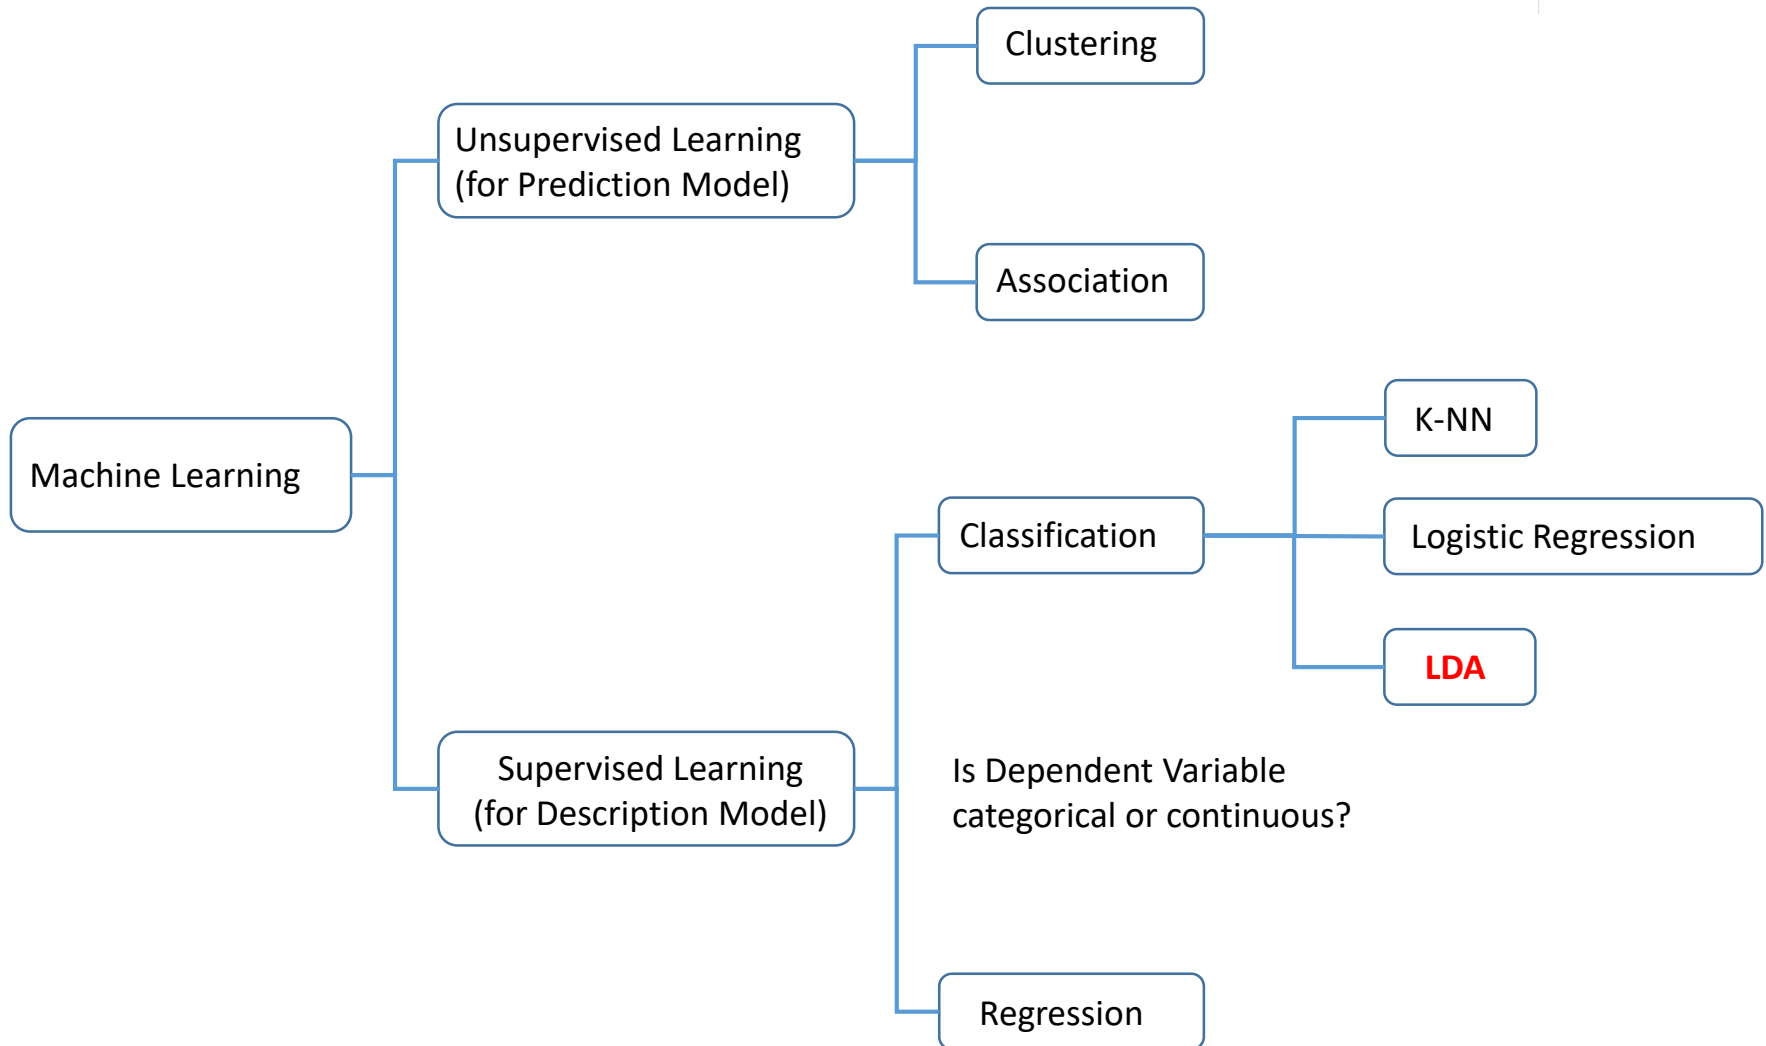 Clustering
Unsupervised Learning
(for Prediction Model)
Association
Machine Learning
K-NN
Classification
Logistic Regression
LDA
Supervised Learning
(for Description Model)
Is Dependent Variable
categorical or continuous?
Regression